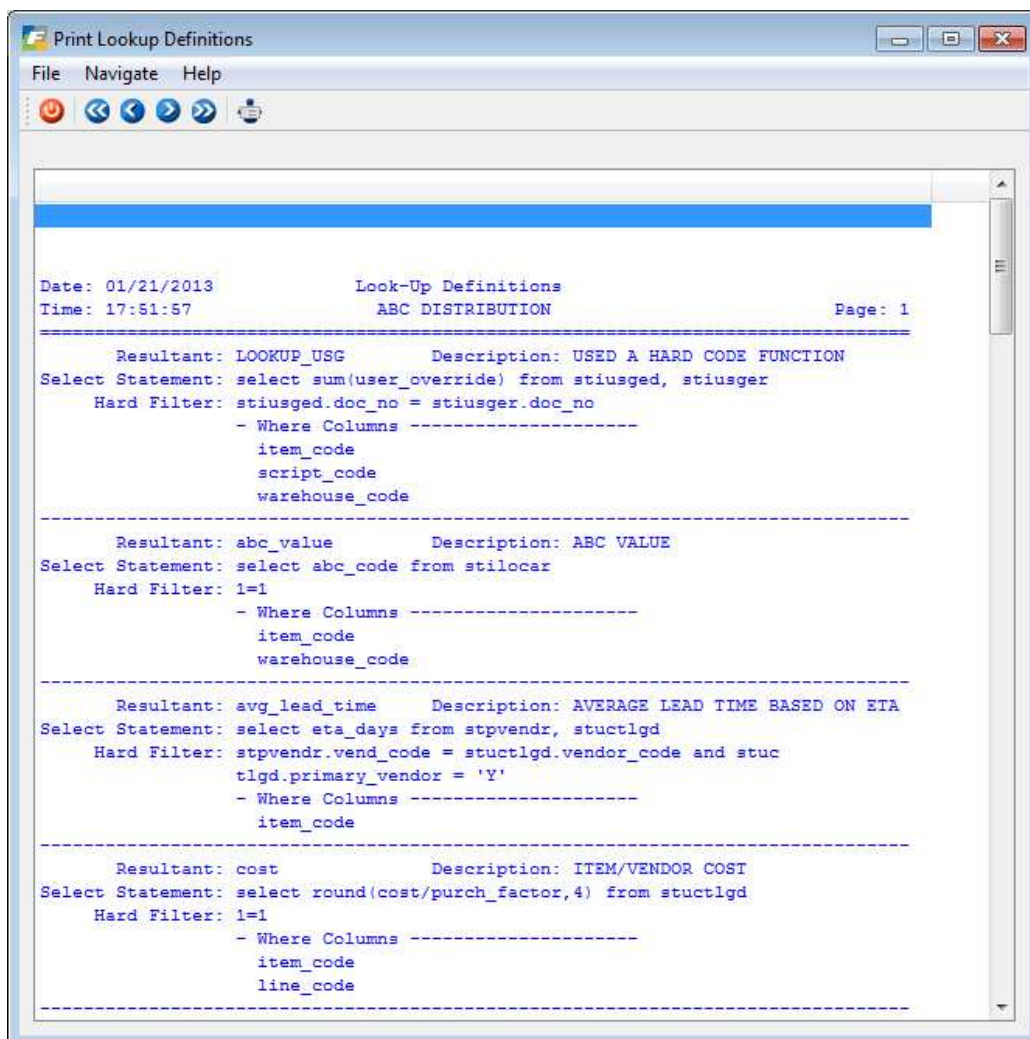 Print Lookup Definitions
File Navigate Help
Date: 01/21/2013 Look-Up Definitions
Time: 17:51:57 ABC DISTRIBUTION Page: 1
================================================================================
Resultant: LOOKUP_USG Description: USED A HARD CODE FUNCTION
Select Statement: select sum(user_override) from stiusged, stiusger
Hard Filter: stiusged.doc_no = stiusger.doc_no
- Where Columns ---------------------
item_code
script_code
warehouse_code
--------------------------------------------------------------------------------
Resultant: abc_value Description: ABC VALUE
Select Statement: select abc_code from stilocar
Hard Filter: 1=1
- Where Columns ---------------------
item_code
warehouse_code
--------------------------------------------------------------------------------
Resultant: avg_lead_time Description: AVERAGE LEAD TIME BASED ON ETA
Select Statement: select eta_days from stpvendr, stuctlgd
Hard Filter: stpvendr.vend_code = stuctlgd.vendor_code and stuc
tlgd.primary_vendor = 'Y'
- Where Columns ---------------------
item_code
--------------------------------------------------------------------------------
Resultant: cost Description: ITEM/VENDOR COST
Select Statement: select round(cost/purch_factor,4) from stuctlgd
Hard Filter: 1=1
- Where Columns ---------------------
item_code
line_code
--------------------------------------------------------------------------------